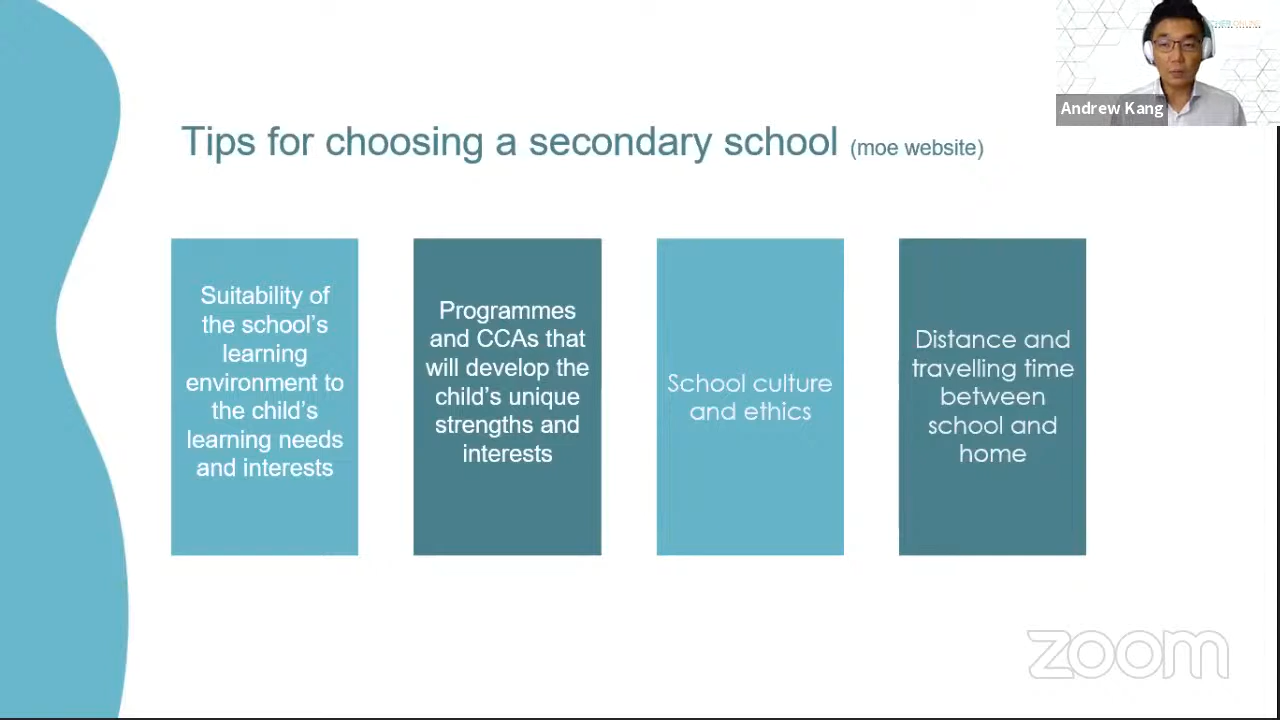 Andrew Kang
Tips for choosing a secondary school (moe website)
Suitability of
the school’s
learning
environment to
the child’s
learning needs
and interests
Programmes
and CCAs that
will develop the
child’s unique
strengths and
interests
School culture
and ethics
Distance and
travelling time
between
school and
home
zoom